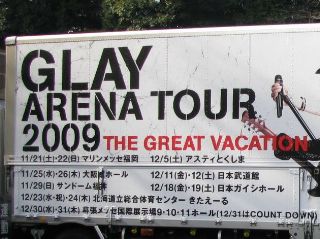 GLAY
ARENA TOUR
2009 THE GREAT VACATION
11/21(土)・22(日) マリンメッセ福岡 12/5(土) アスティとくしま
11/25(水)・26(木) 大阪城ホール 12/11(金)・12(土) 日本武道館
11/29(日) サンドーム福井 12/18(金)・19(土) 日本ガイシホール
12/23(水・祝)・24(木) 北海道立総合体育センター きたえーる
12/30(水)・31(木) 幕張メッセ国際展示場9・10・11ホール (12/31はCOUNT DOWN)